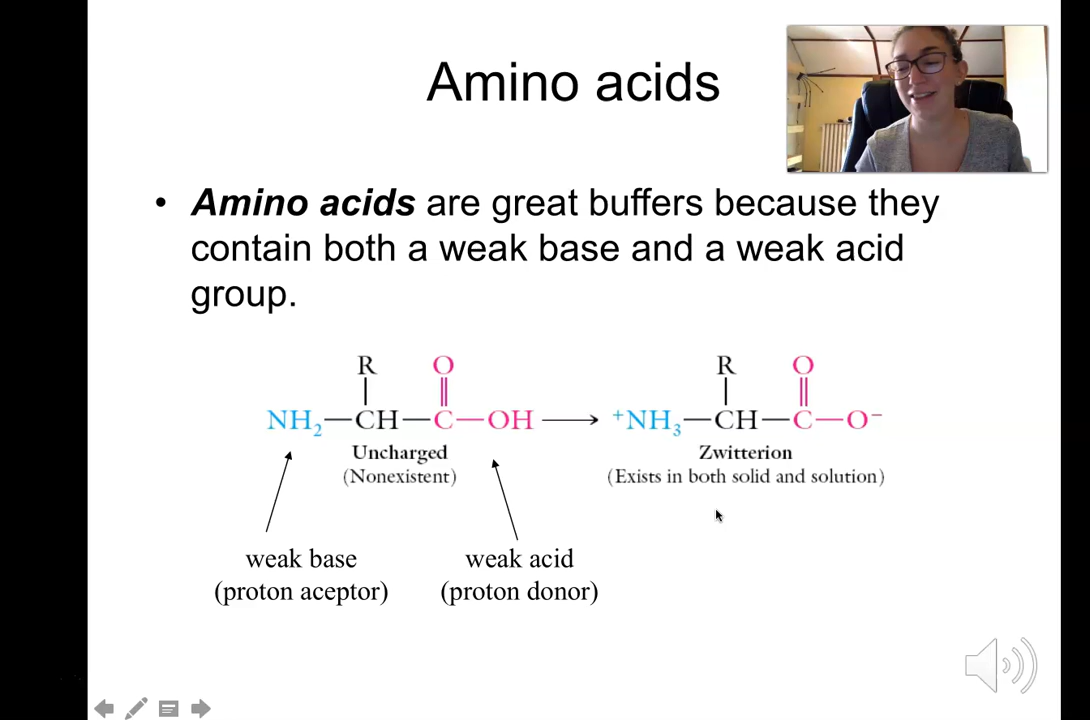 Amino acids
• Amino acids are great buffers because they
contain both a weak base and a weak acid
group.
R O R O
NH₂—CH—C—OH ⟶ ⁺NH₃—CH—C—O⁻
Uncharged Zwitterion
(Nonexistent) (Exists in both solid and solution)
weak base weak acid
(proton aceptor) (proton donor)